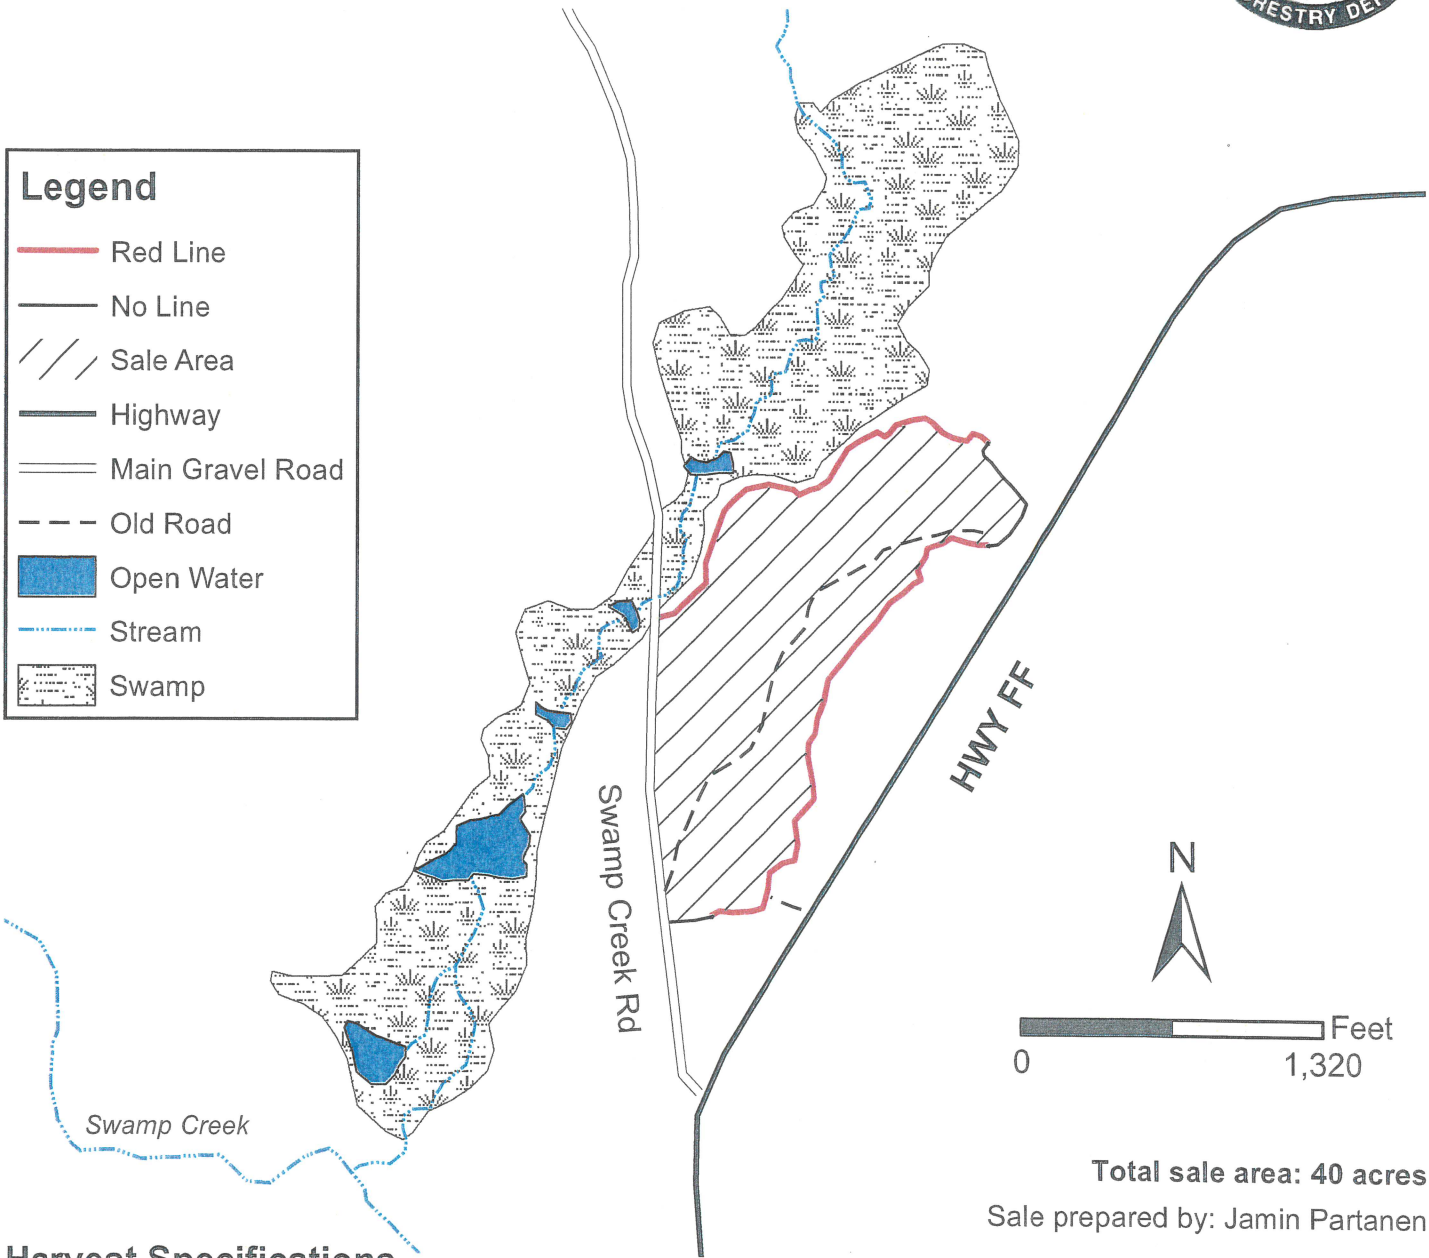 RESTRY DE
Legend
Red Line
No Line
Sale Area
Highway
Main Gravel Road
Old Road
Open Water
Stream
Swamp
HWY FF
Swamp Creek Rd
N
Feet
0 1,320
Swamp Creek
Total sale area: 40 acres
Sale prepared by: Jamin Partanen
Harvest Specifications